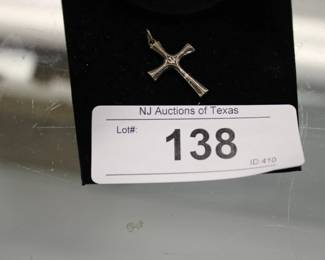 NJ Auctions of Texas
Lot#:
138
ID:410